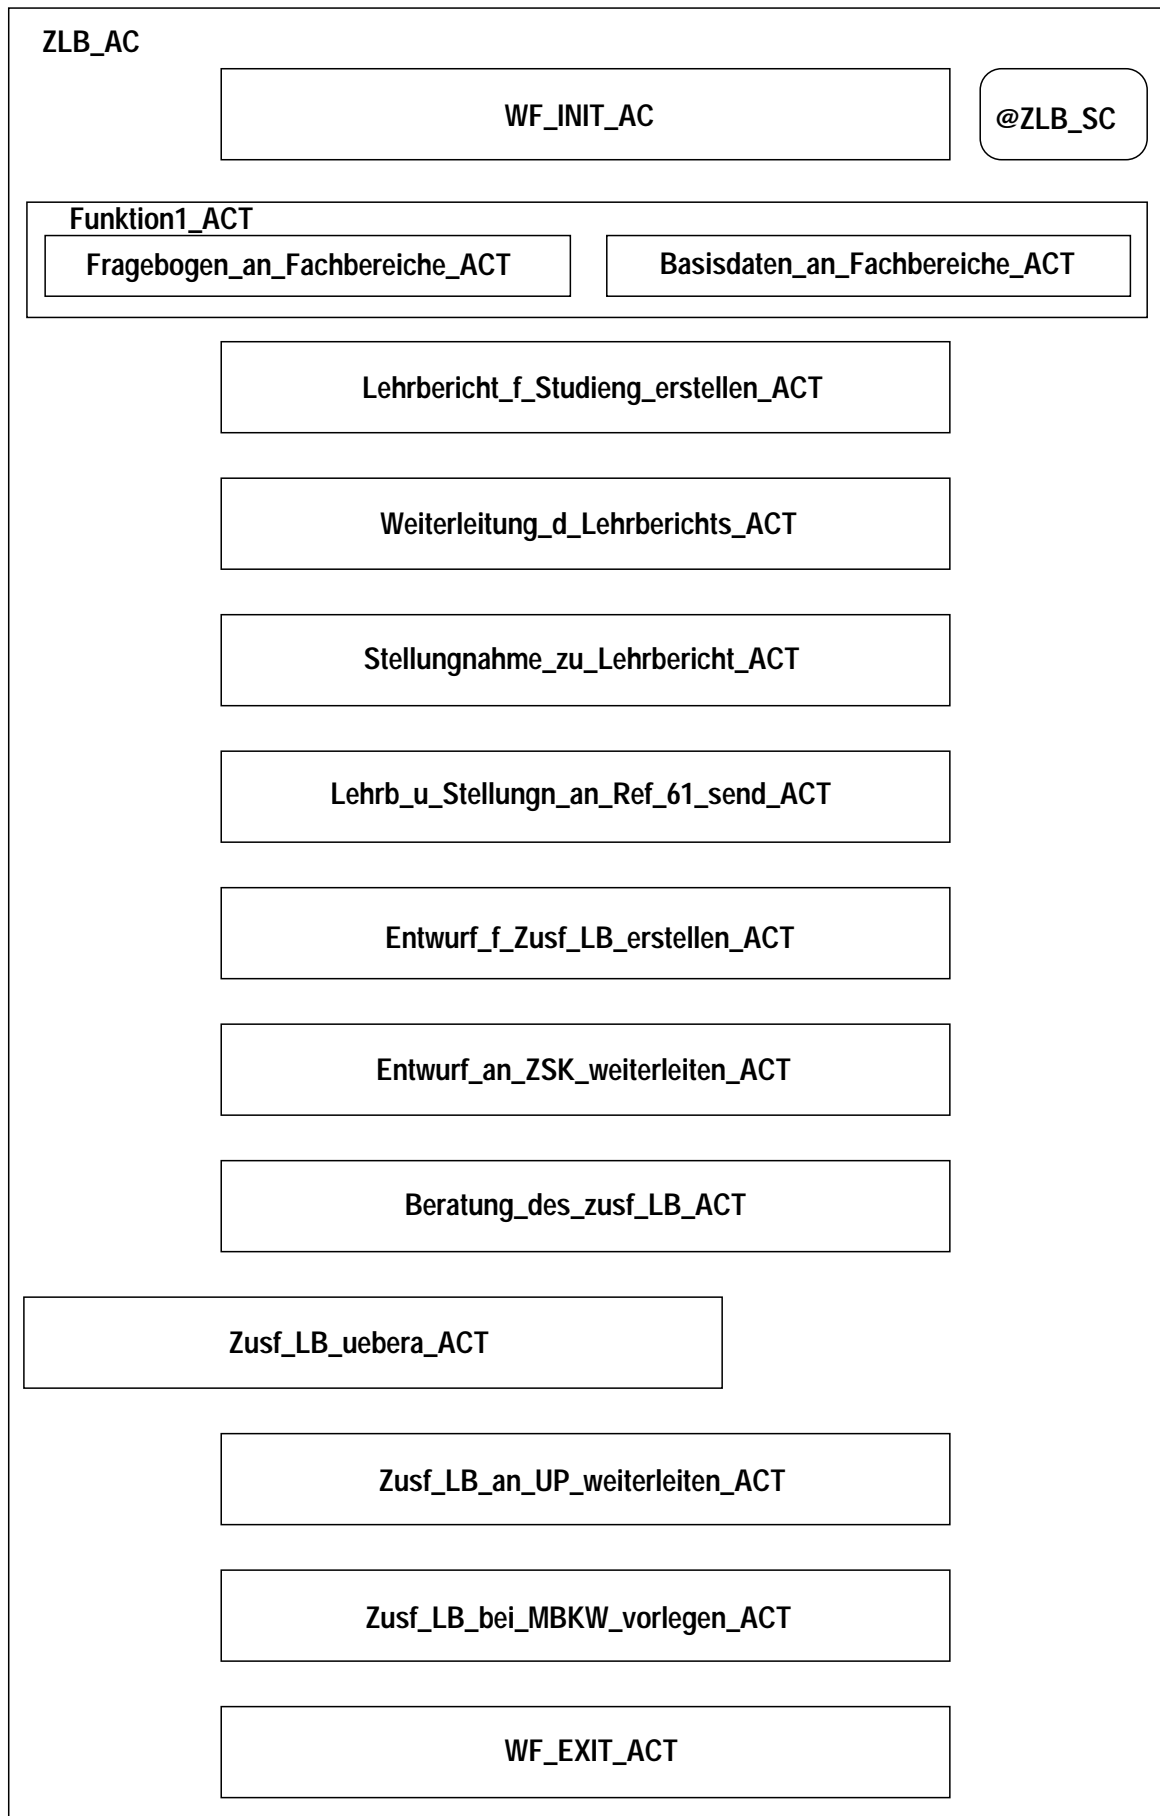 ZLB_AC
WF_INIT_AC
@ZLB_SC
Funktion1_ACT
Fragebogen_an_Fachbereiche_ACT
Basisdaten_an_Fachbereiche_ACT
Lehrbericht_f_Studieng_erstellen_ACT
Weiterleitung_d_Lehrberichts_ACT
Stellungnahme_zu_Lehrbericht_ACT
Lehrb_u_Stellungn_an_Ref_61_send_ACT
Entwurf_f_Zusf_LB_erstellen_ACT
Entwurf_an_ZSK_weiterleiten_ACT
Beratung_des_zusf_LB_ACT
Zusf_LB_uebera_ACT
Zusf_LB_an_UP_weiterleiten_ACT
Zusf_LB_bei_MBKW_vorlegen_ACT
WF_EXIT_ACT